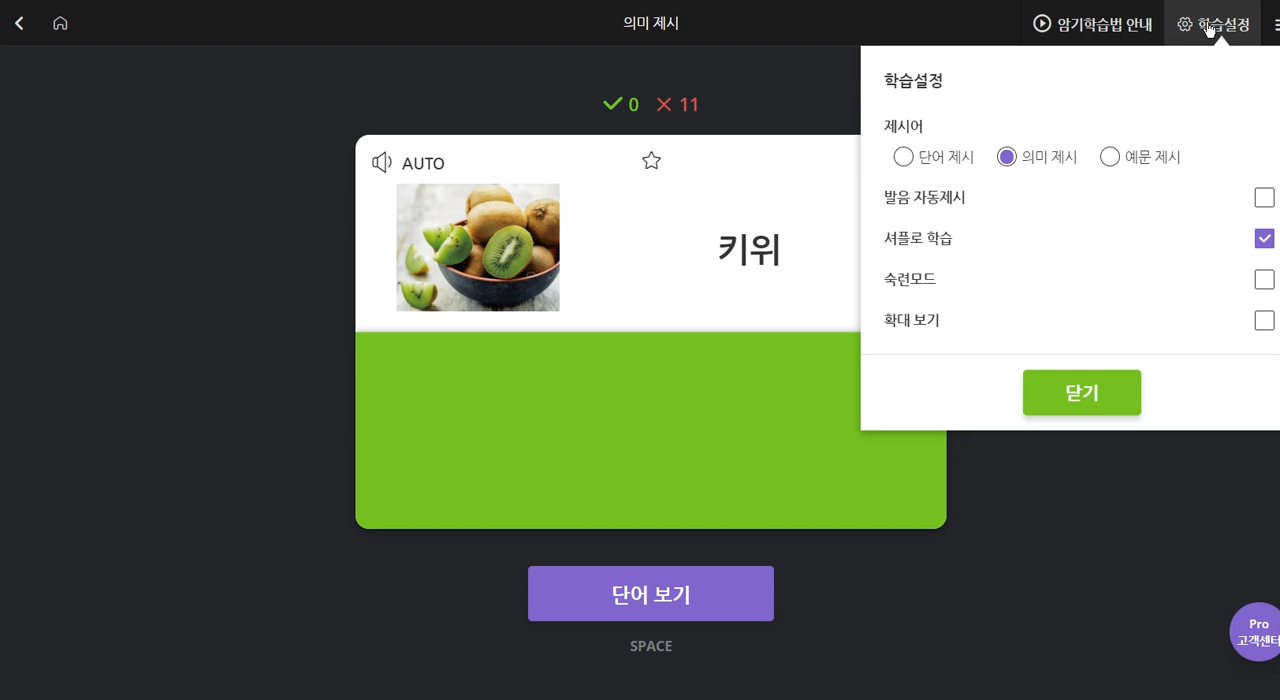 의미 제시
암기학습법 안내
학습설정
0
11
AUTO
키위
학습설정
제시어
단어 제시
의미 제시
예문 제시
발음 자동제시
셔플로 학습
숙련모드
확대 보기
닫기
단어 보기
SPACE
Pro
고객센터